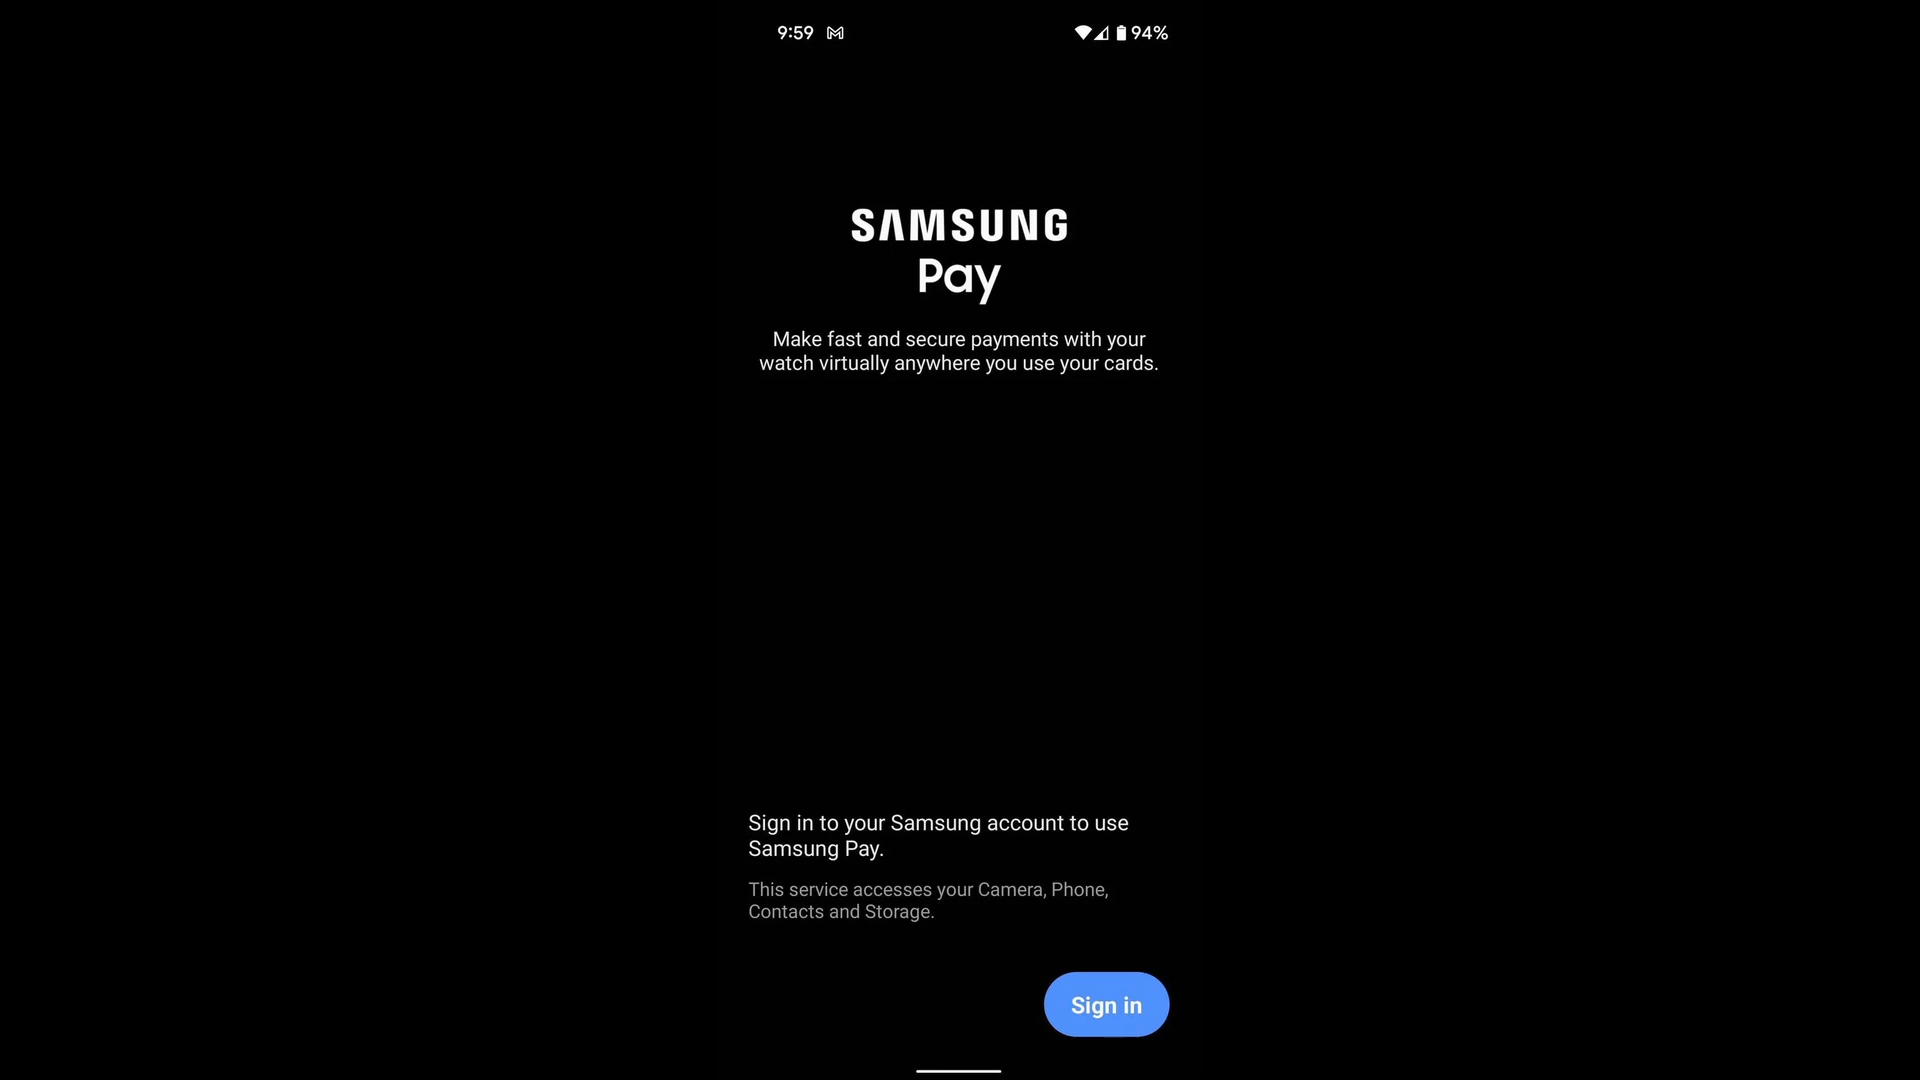 9:59 94%
SAMSUNG
Pay
Make fast and secure payments with your
watch virtually anywhere you use your cards.
Sign in to your Samsung account to use
Samsung Pay.
This service accesses your Camera, Phone,
Contacts and Storage.
Sign in